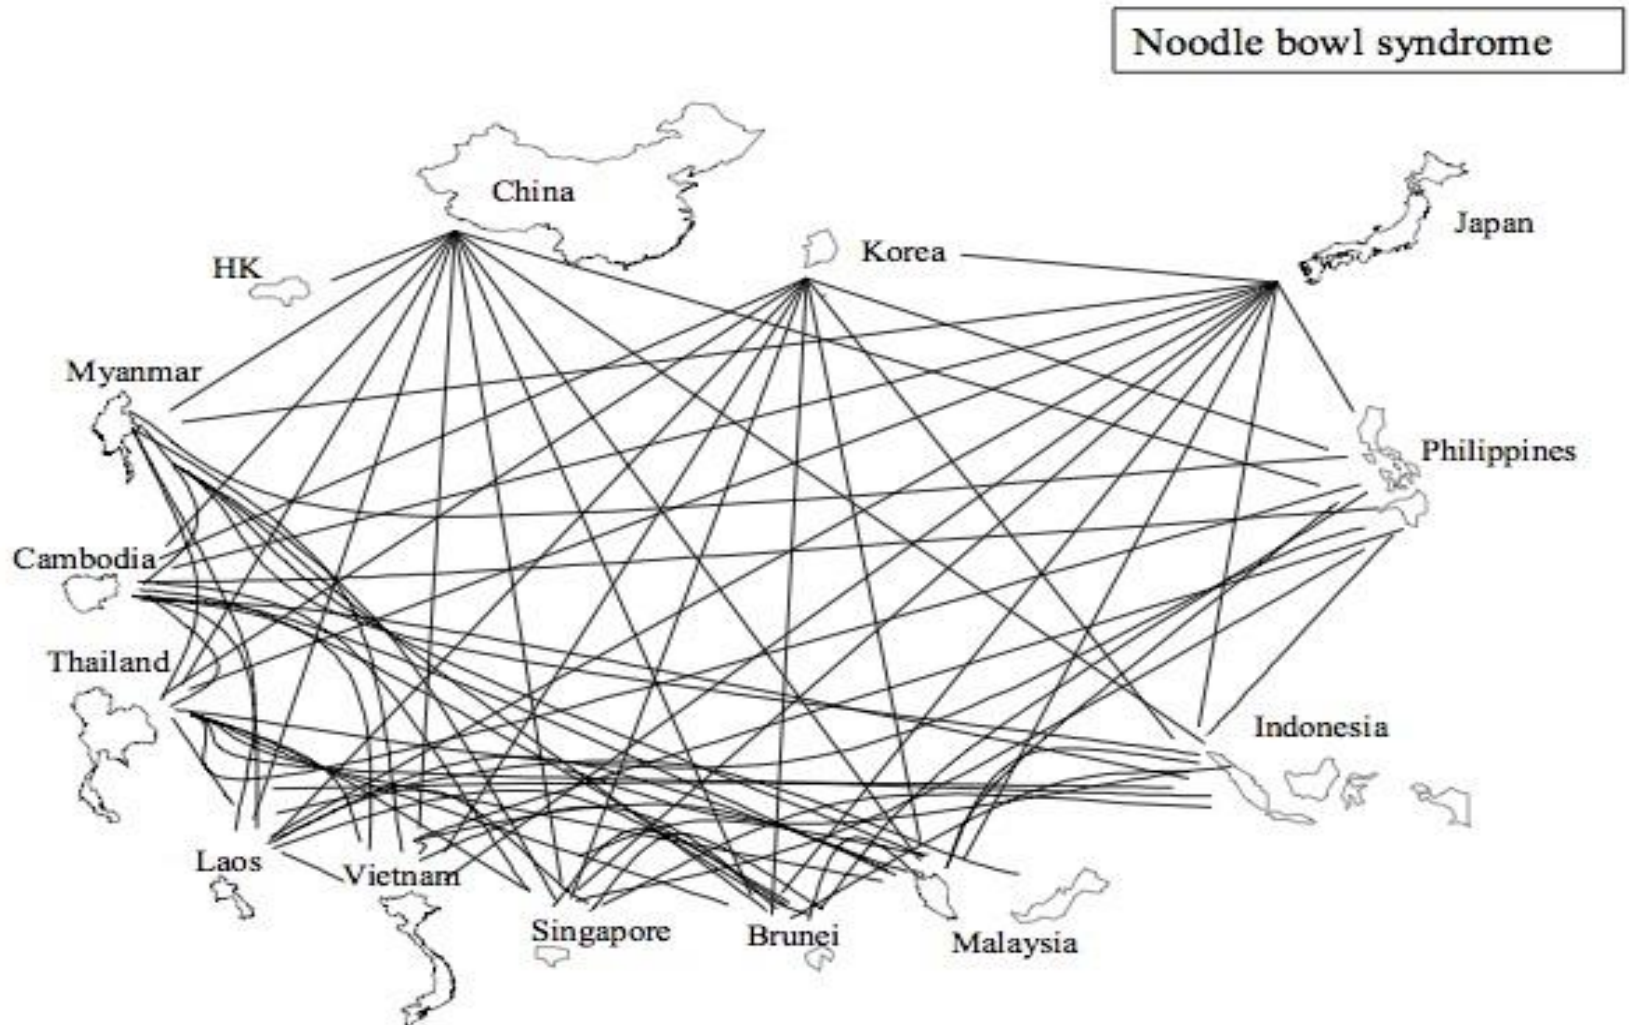 Noodle bowl syndrome
China
Japan
Korea
HK
Myanmar
Philippines
Cambodia
Thailand
Indonesia
Laos
Vietnam
Singapore
Brunei
Malaysia